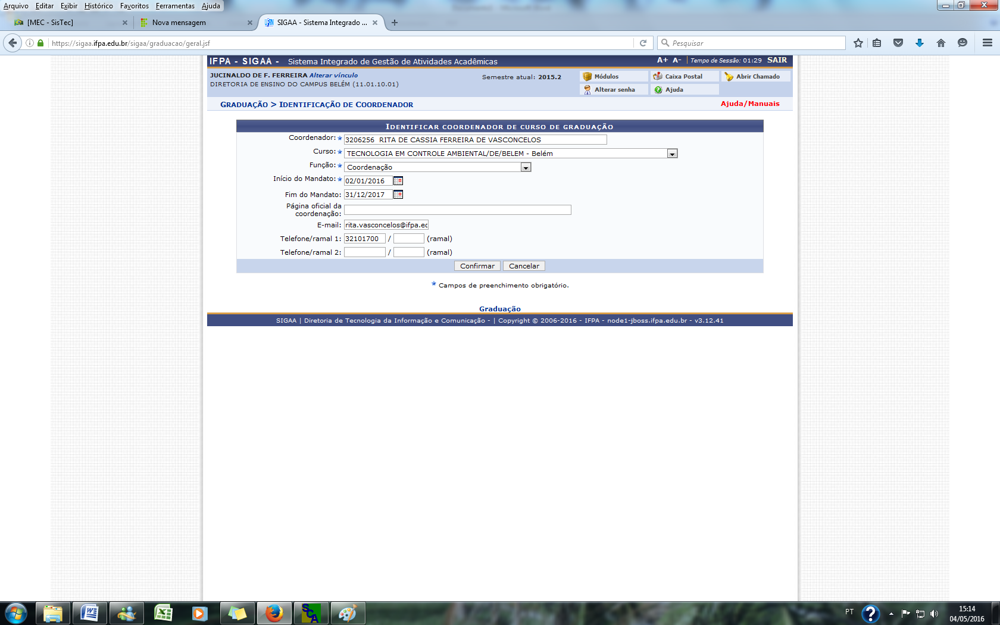 Arquivo Editar Exibir Histórico Favoritos Ferramentas Ajuda
[MEC - SisTec] Nova mensagem SIGAA - Sistema Integrado ...
https://sigaa.ifpa.edu.br/sigaa/graduacao/geral.jsf Pesquisar
IFPA - SIGAA - Sistema Integrado de Gestão de Atividades Acadêmicas A+ A- Tempo de Sessão: 01:29 SAIR
JUCINALDO DE F. FERREIRA Alterar vínculo Semestre atual: 2015.2 Módulos Caixa Postal Abrir Chamado
DIRETORIA DE ENSINO DO CAMPUS BELÉM (11.01.10.01) Alterar senha Ajuda
GRADUAÇÃO > IDENTIFICAÇÃO DE COORDENADOR Ajuda/Manuais
IDENTIFICAR COORDENADOR DE CURSO DE GRADUAÇÃO
Coordenador: 3206256 RITA DE CASSIA FERREIRA DE VASCONCELOS
Curso: TECNOLOGIA EM CONTROLE AMBIENTAL/DE/BELEM - Belém
Função: Coordenação
Início do Mandato: 02/01/2016
Fim do Mandato: 31/12/2017
Página oficial da
coordenação:
E-mail: rita.vasconcelos@ifpa.ec
Telefone/ramal 1: 32101700 / (ramal)
Telefone/ramal 2: / (ramal)
Confirmar Cancelar
Campos de preenchimento obrigatório.
Graduação
SIGAA | Diretoria de Tecnologia da Informação e Comunicação - | Copyright © 2006-2016 - IFPA - node1-jboss.ifpa.edu.br - v3.12.41
SCA
PT
15:14
04/05/2016